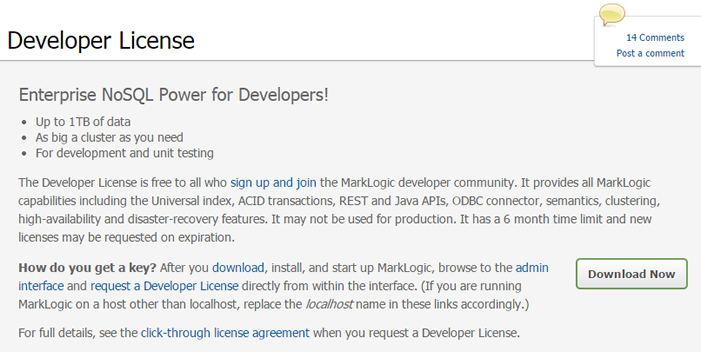 14 Comments
Developer License
Post a comment
Enterprise NoSQL Power for Developers!
• Up to 1TB of data
• As big a cluster as you need
• For development and unit testing
The Developer License is free to all who sign up and join the MarkLogic developer community. It provides all MarkLogic
capabilities including the Universal index, ACID transactions, REST and Java APIs, ODBC connector, semantics, clustering,
high-availability and disaster-recovery features. It may not be used for production. It has a 6 month time limit and new
licenses may be requested on expiration.
How do you get a key? After you download, install, and start up MarkLogic, browse to the admin
interface and request a Developer License directly from within the interface. (If you are running
MarkLogic on a host other than localhost, replace the localhost name in these links accordingly.)
Download Now
For full details, see the click-through license agreement when you request a Developer License.